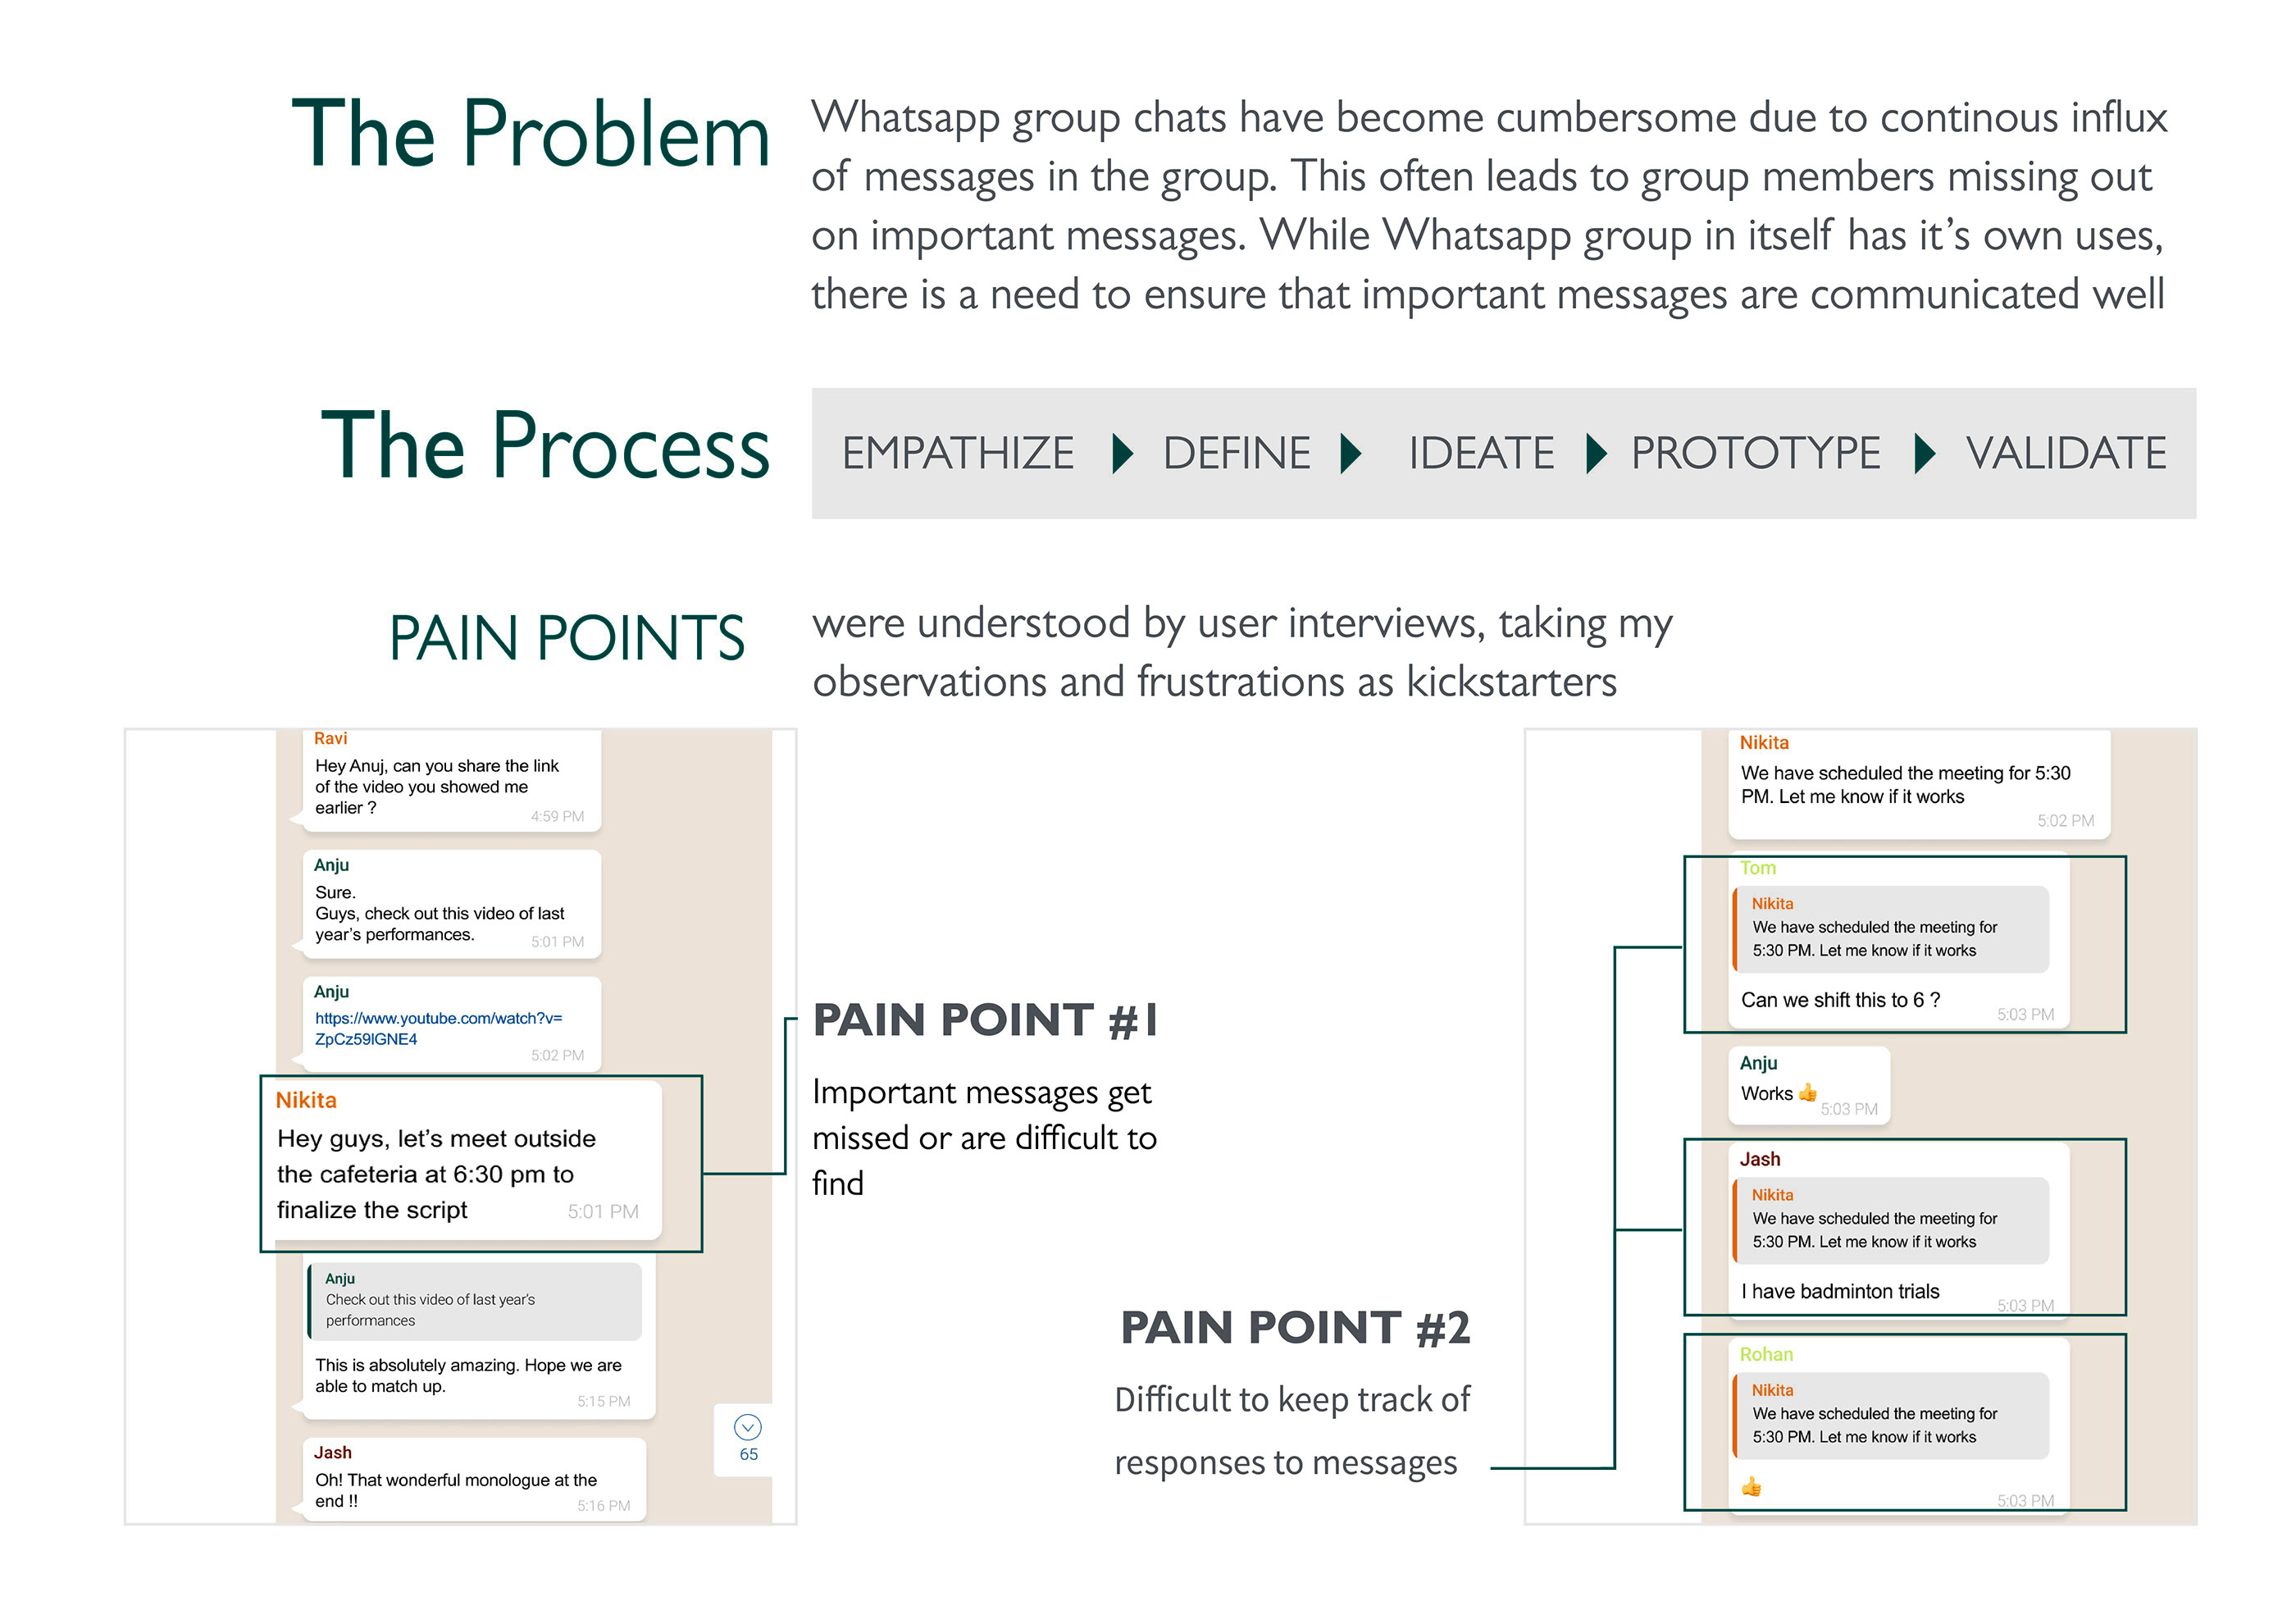 The Problem
Whatsapp group chats have become cumbersome due to continous influx
of messages in the group. This often leads to group members missing out
on important messages. While Whatsapp group in itself has it’s own uses,
there is a need to ensure that important messages are communicated well
The Process
EMPATHIZE DEFINE IDEATE PROTOTYPE VALIDATE
PAIN POINTS
were understood by user interviews, taking my
observations and frustrations as kickstarters
Ravi
Hey Anuj, can you share the link
of the video you showed me
earlier ?
4:59 PM
Anju
Sure.
Guys, check out this video of last
year’s performances.
5:01 PM
Anju
https://www.youtube.com/watch?v=
ZpCz59IGNE4
5:02 PM
Nikita
Hey guys, let’s meet outside
the cafeteria at 6:30 pm to
finalize the script
5:01 PM
Anju
Check out this video of last year’s
performances
This is absolutely amazing. Hope we are
able to match up.
5:15 PM
Jash
Oh! That wonderful monologue at the
end !!
5:16 PM
65
PAIN POINT #1
Important messages get
missed or are difficult to
find
PAIN POINT #2
Difficult to keep track of
responses to messages
Nikita
We have scheduled the meeting for 5:30
PM. Let me know if it works
5:02 PM
Tom
Nikita
We have scheduled the meeting for
5:30 PM. Let me know if it works
Can we shift this to 6 ?
5:03 PM
Anju
Works 👍
5:03 PM
Jash
Nikita
We have scheduled the meeting for
5:30 PM. Let me know if it works
I have badminton trials
5:03 PM
Rohan
Nikita
We have scheduled the meeting for
5:30 PM. Let me know if it works
👍
5:03 PM